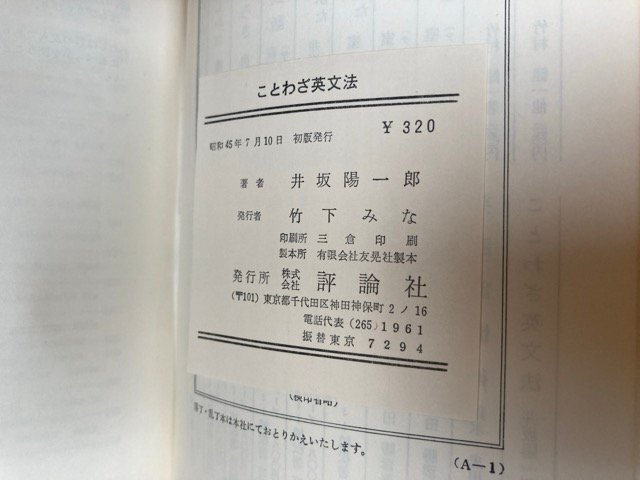 ことわざ英文法
¥320
昭和45年7月10日 初版発行
著者 井坂陽一郎
発行者 竹下みな
印刷所 三倉印刷
製本所 有限会社友晃社製本
発行所 株式会社 評論社
(〒101) 東京都千代田区神田神保町2ノ16
電話代表 (265) 1961
振替東京 7294
(検印省略)
落丁・乱丁本は本社にておとりかえいたします。
(A-1)